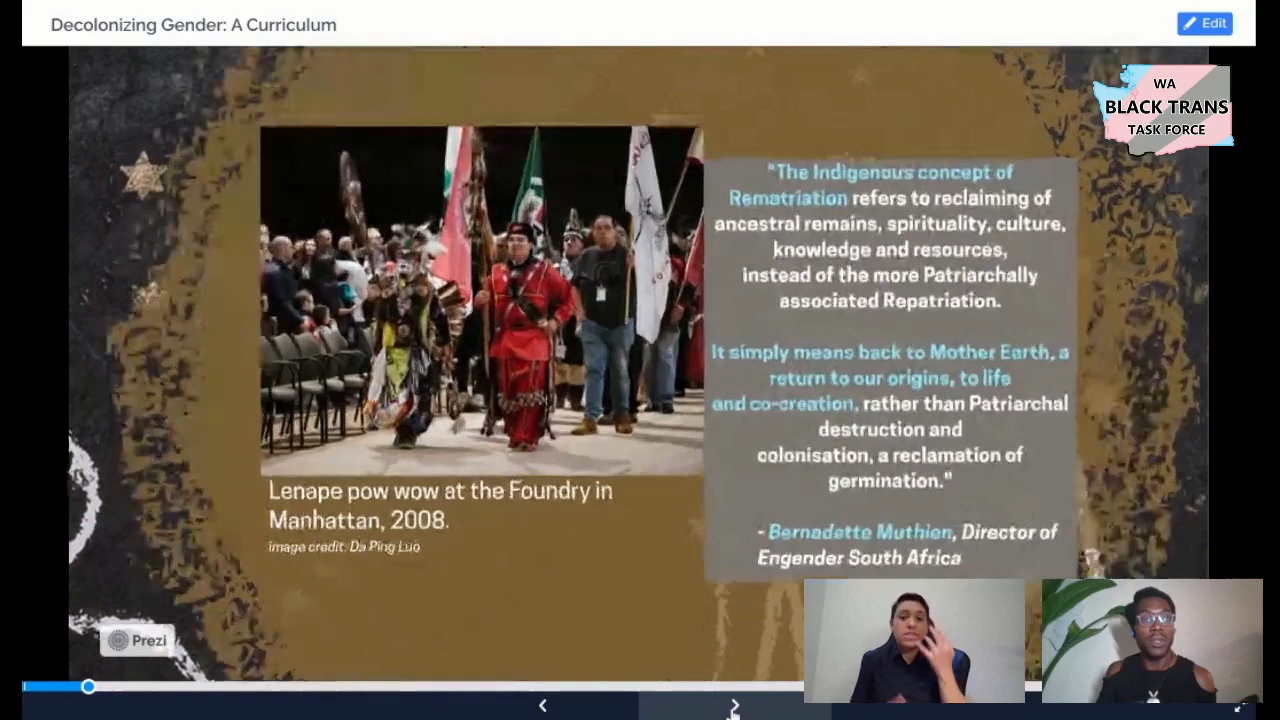 Decolonizing Gender: A Curriculum
Edit
WA
BLACK TRANS
TASK FORCE
"The Indigenous concept of
Rematriation refers to reclaiming of
ancestral remains, spirituality, culture,
knowledge and resources,
instead of the more Patriarchally
associated Repatriation.
It simply means back to Mother Earth, a
return to our origins, to life
and co-creation, rather than Patriarchal
destruction and
colonisation, a reclamation of
germination."
- Bernadette Muthien, Director of
Engender South Africa
Lenape pow wow at the Foundry in
Manhattan, 2008.
image credit: Da Ping Luo
Prezi